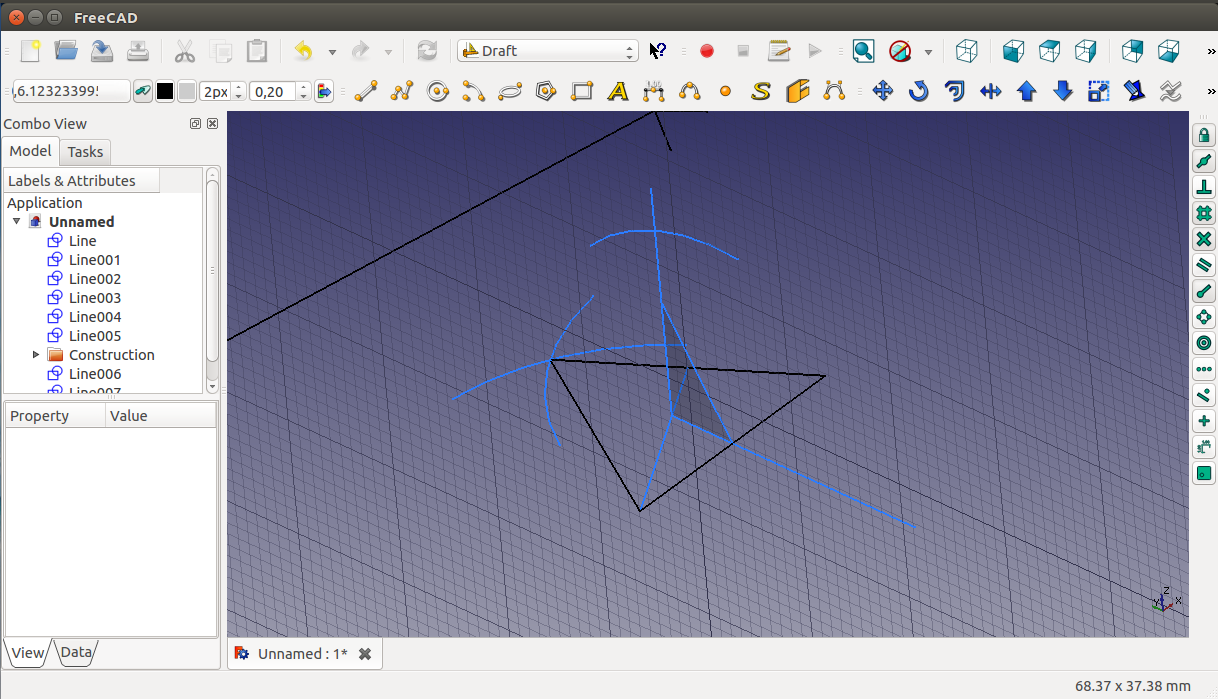 FreeCAD
Draft
,6.123233995
2px
0,20
Combo View
Model
Tasks
Labels & Attributes
Application
Unnamed
Line
Line001
Line002
Line003
Line004
Line005
Construction
Line006
Line007
Property
Value
View
Data
Z
Y
X
Unnamed : 1*
68.37 x 37.38 mm